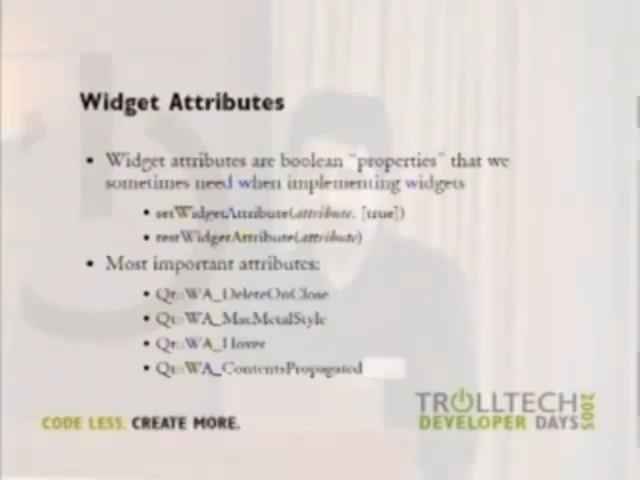 Widget Attributes
• Widget attributes are boolean "properties" that we
sometimes need when implementing widgets
• setWidgetAttribute(attribute, [true])
• testWidgetAttribute(attribute)
• Most important attributes:
• Qt::WA_DeleteOnClose
• Qt::WA_MacMetalStyle
• Qt::WA_Hover
• Qt::WA_ContentsPropagated
TROLLTECH
CODE LESS. CREATE MORE.
DEVELOPER DAYS 2005